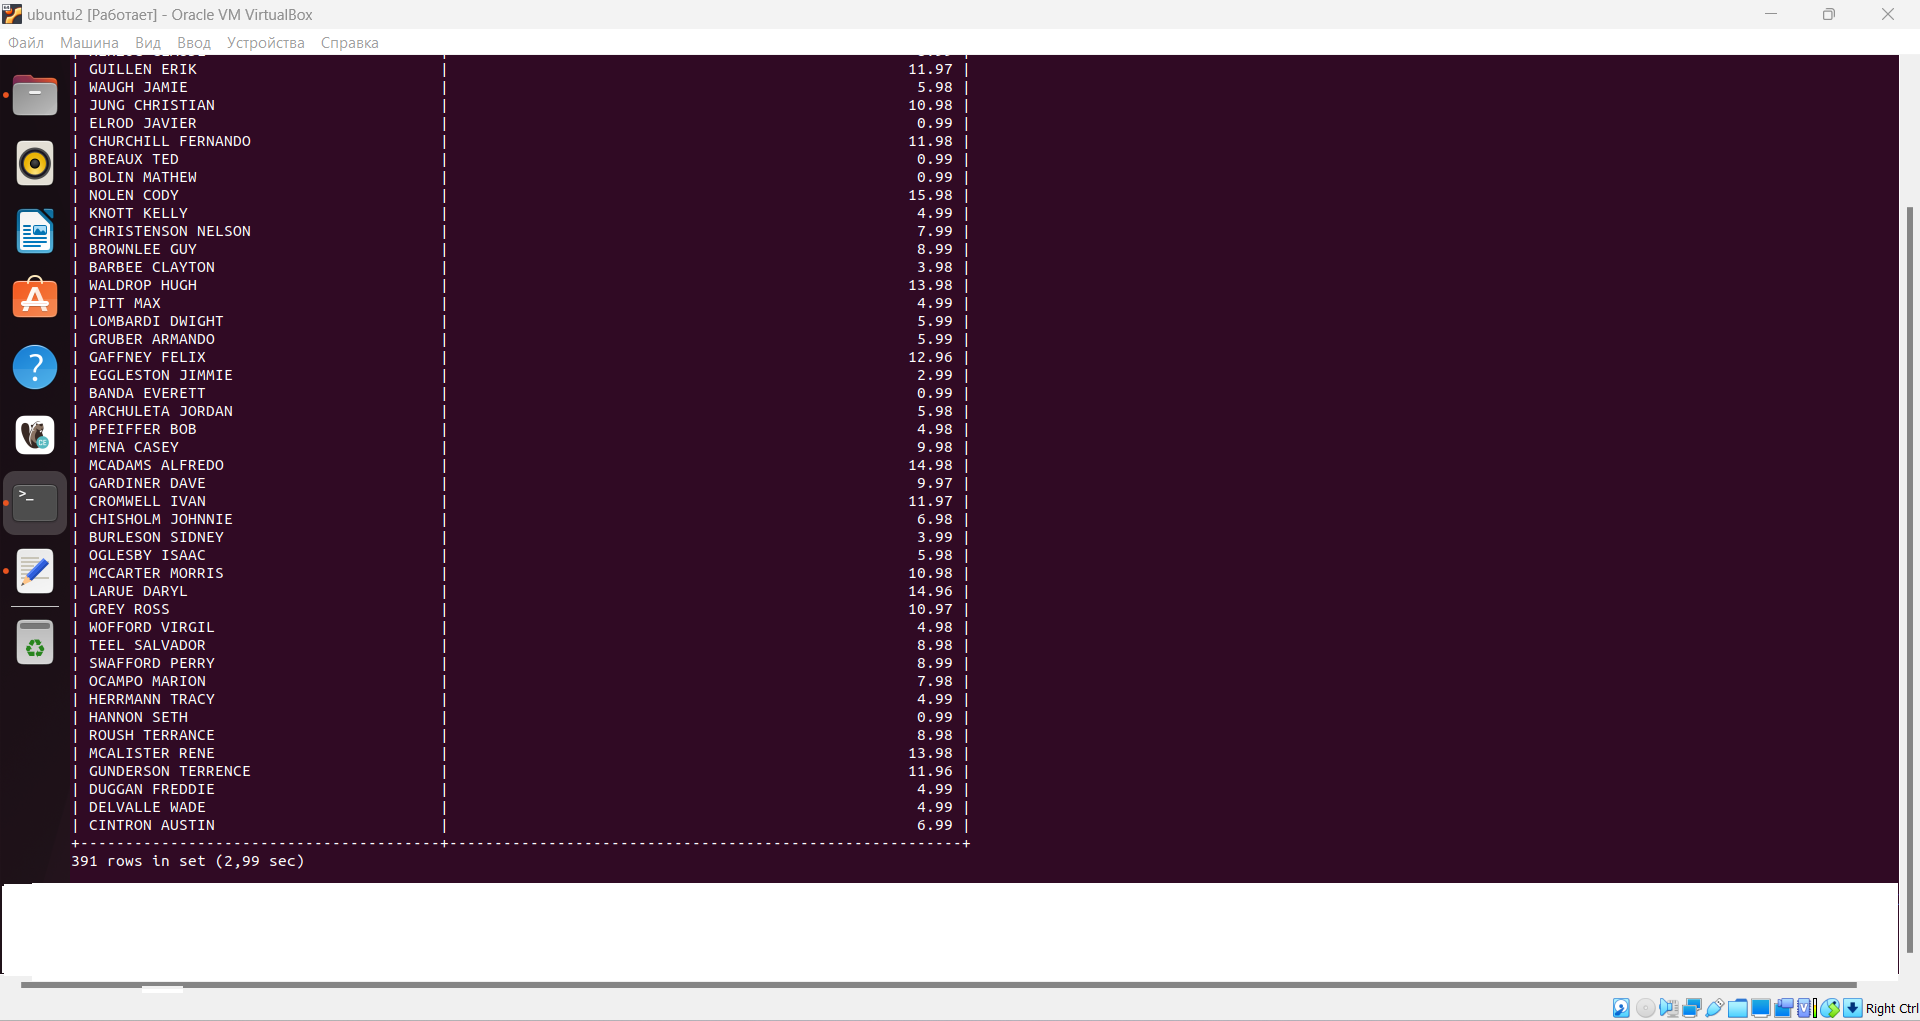 ubuntu2 [Работает] - Oracle VM VirtualBox
Файл Машина Вид Ввод Устройства Справка
| GUILLEN ERIK | 11.97 |
| WAUGH JAMIE | 5.98 |
| JUNG CHRISTIAN | 10.98 |
| ELROD JAVIER | 0.99 |
| CHURCHILL FERNANDO | 11.98 |
| BREAUX TED | 0.99 |
| BOLIN MATHEW | 0.99 |
| NOLEN CODY | 15.98 |
| KNOTT KELLY | 4.99 |
| CHRISTENSON NELSON | 7.99 |
| BROWNLEE GUY | 8.99 |
| BARBEE CLAYTON | 3.98 |
| WALDROP HUGH | 13.98 |
| PITT MAX | 4.99 |
| LOMBARDI DWIGHT | 5.99 |
| GRUBER ARMANDO | 5.99 |
| GAFFNEY FELIX | 12.96 |
| EGGLESTON JIMMIE | 2.99 |
| BANDA EVERETT | 0.99 |
| ARCHULETA JORDAN | 5.98 |
| PFEIFFER BOB | 4.98 |
| MENA CASEY | 9.98 |
| MCADAMS ALFREDO | 14.98 |
| GARDINER DAVE | 9.97 |
| CROMWELL IVAN | 11.97 |
| CHISHOLM JOHNNIE | 6.98 |
| BURLESON SIDNEY | 3.99 |
| OGLESBY ISAAC | 5.98 |
| MCCARTER MORRIS | 10.98 |
| LARUE DARYL | 14.96 |
| GREY ROSS | 10.97 |
| WOFFORD VIRGIL | 4.98 |
| TEEL SALVADOR | 8.98 |
| SWAFFORD PERRY | 8.99 |
| OCAMPO MARION | 7.98 |
| HERRMANN TRACY | 4.99 |
| HANNON SETH | 0.99 |
| ROUSH TERRANCE | 8.98 |
| MCALISTER RENE | 13.98 |
| GUNDERSON TERRENCE | 11.96 |
| DUGGAN FREDDIE | 4.99 |
| DELVALLE WADE | 4.99 |
| CINTRON AUSTIN | 6.99 |
391 rows in set (2,99 sec)
Right Ctrl